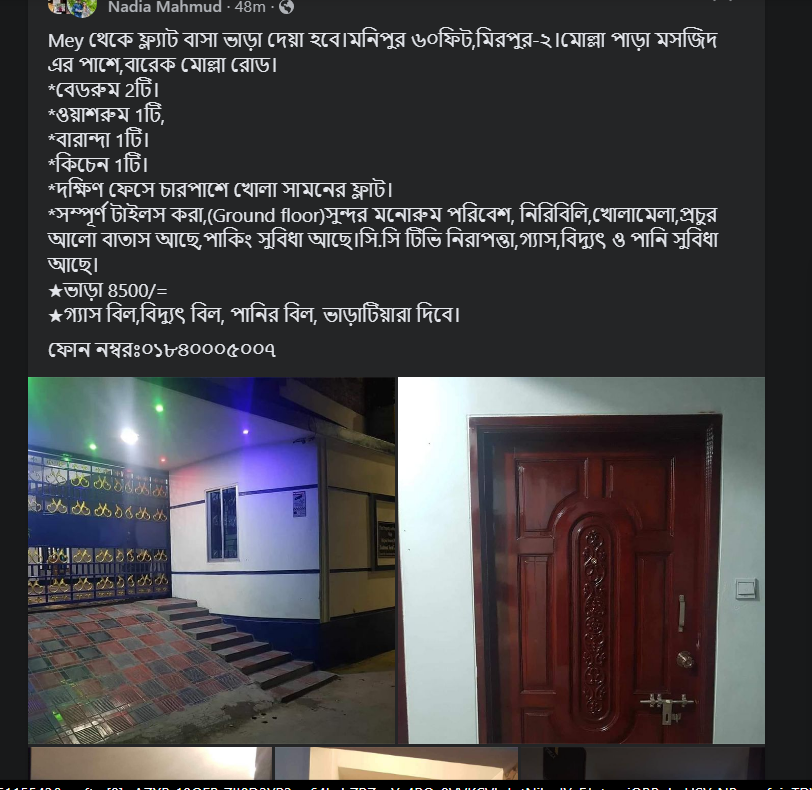 Nadia Mahmud · 48m ·
Mey থেকে ফ্ল্যাট বাসা ভাড়া দেয়া হবে।মনিপুর ৬০ফিট,মিরপুর-২।মোল্লা পাড়া মসজিদ
এর পাশে,বারেক মোল্লা রোড।
*বেডরুম 2টি।
*ওয়াশরুম 1টি,
*বারান্দা 1টি।
*কিচেন 1টি।
*দক্ষিণ ফেসে চারপাশে খোলা সামনের ফ্লাট।
*সম্পূর্ণ টাইলস করা,(Ground floor)সুন্দর মনোরুম পরিবেশ, নিরিবিলি,খোলামেলা,প্রচুর
আলো বাতাস আছে,পাকিং সুবিধা আছে।সি.সি টিভি নিরাপত্তা,গ্যাস,বিদ্যুৎ ও পানি সুবিধা
আছে।
★ভাড়া 8500/=
★গ্যাস বিল,বিদ্যুৎ বিল, পানির বিল, ভাড়াটিয়ারা দিবে।
ফোন নম্বরঃ০১৮৪০০০৫০০৭